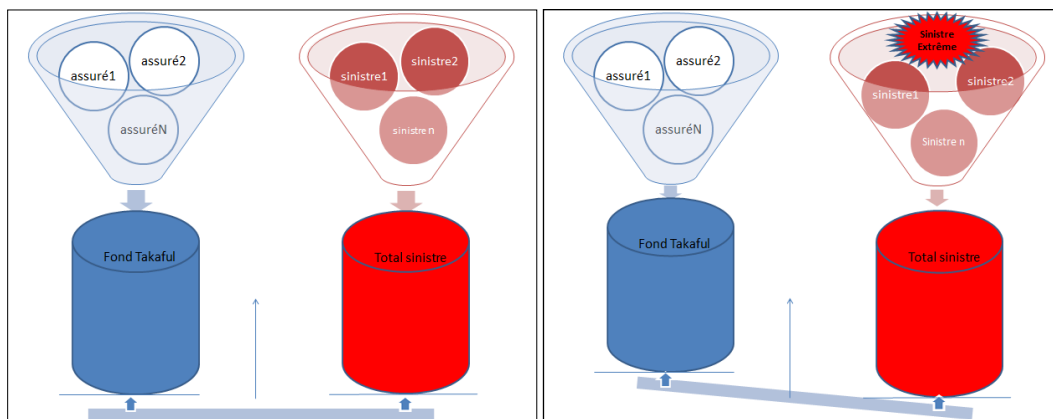 assuré1
assuré2
assuréN
sinistre1
sinistre2
sinistre n
Fond Takaful
Total sinistre
Sinistre
Extrême
assuré1
assuré2
assuréN
sinistre1
sinistre2
Sinistre n
Fond Takaful
Total sinistre